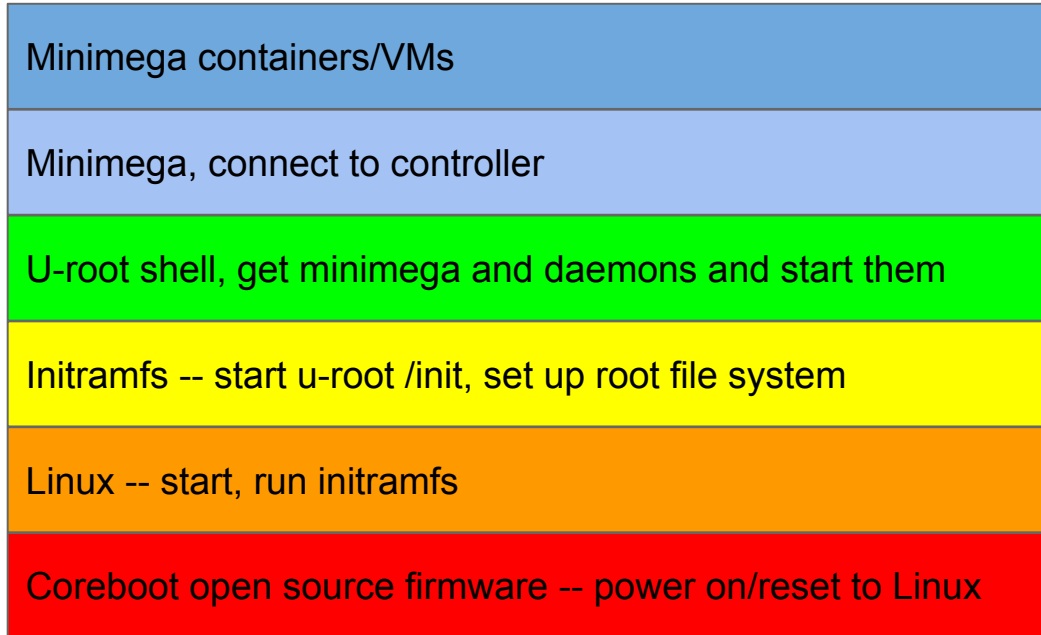 Minimega containers/VMs
Minimega, connect to controller
U-root shell, get minimega and daemons and start them
Initramfs -- start u-root /init, set up root file system
Linux -- start, run initramfs
Coreboot open source firmware -- power on/reset to Linux